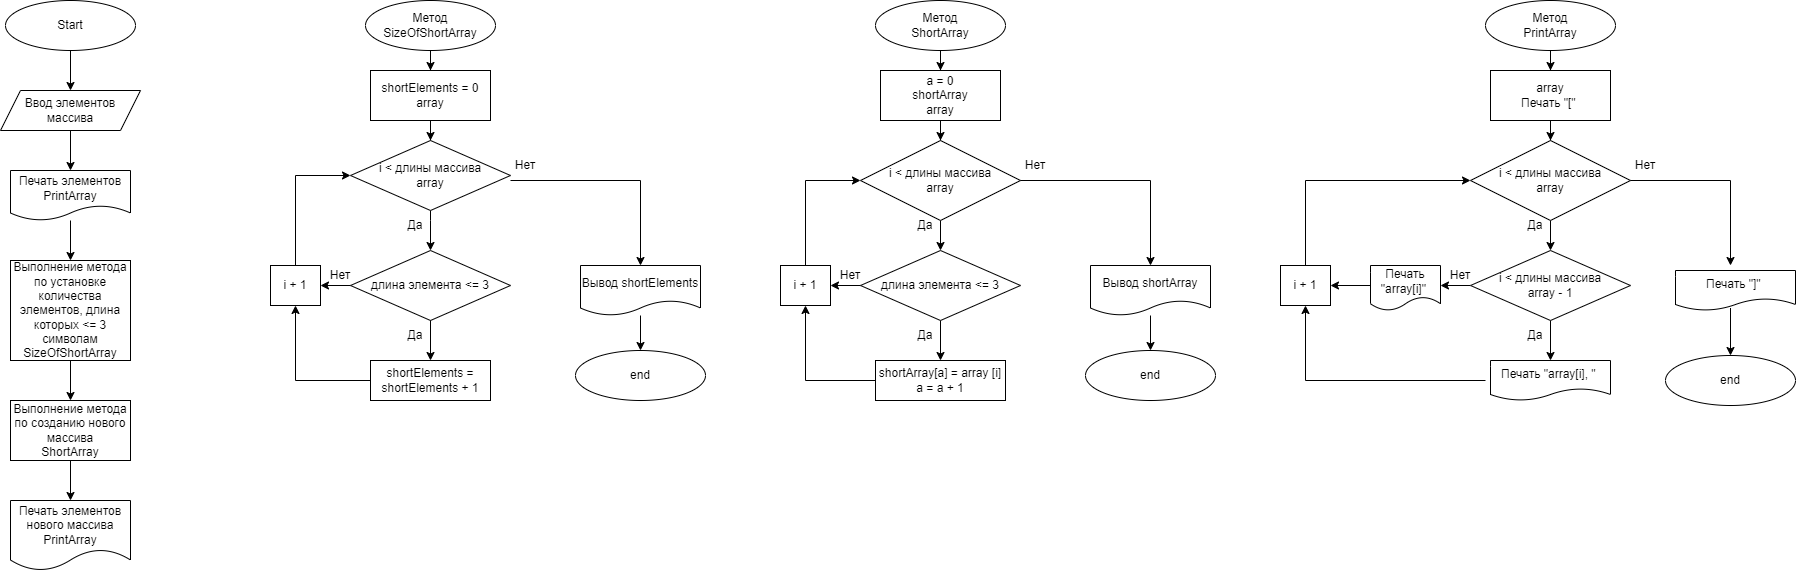 Start
Ввод элементов
массива
Печать элементов
PrintArray
Выполнение метода
по установке
количества
элементов, длина
которых <= 3
символам
SizeOfShortArray
Выполнение метода
по созданию нового
массива
ShortArray
Печать элементов
нового массива
PrintArray
Метод
SizeOfShortArray
shortElements = 0
array
i < длины массива
array
Нет
Да
длина элемента <= 3
Нет
i + 1
Да
shortElements =
shortElements + 1
Вывод shortElements
end
Метод
ShortArray
a = 0
shortArray
array
i < длины массива
array
Нет
Да
длина элемента <= 3
Нет
i + 1
Да
shortArray[a] = array [i]
a = a + 1
Вывод shortArray
end
Метод
PrintArray
array
Печать "["
i < длины массива
array
Нет
Да
i < длины массива
array - 1
Нет
Печать
"array[i]"
i + 1
Да
Печать "array[i], "
Печать "]"
end